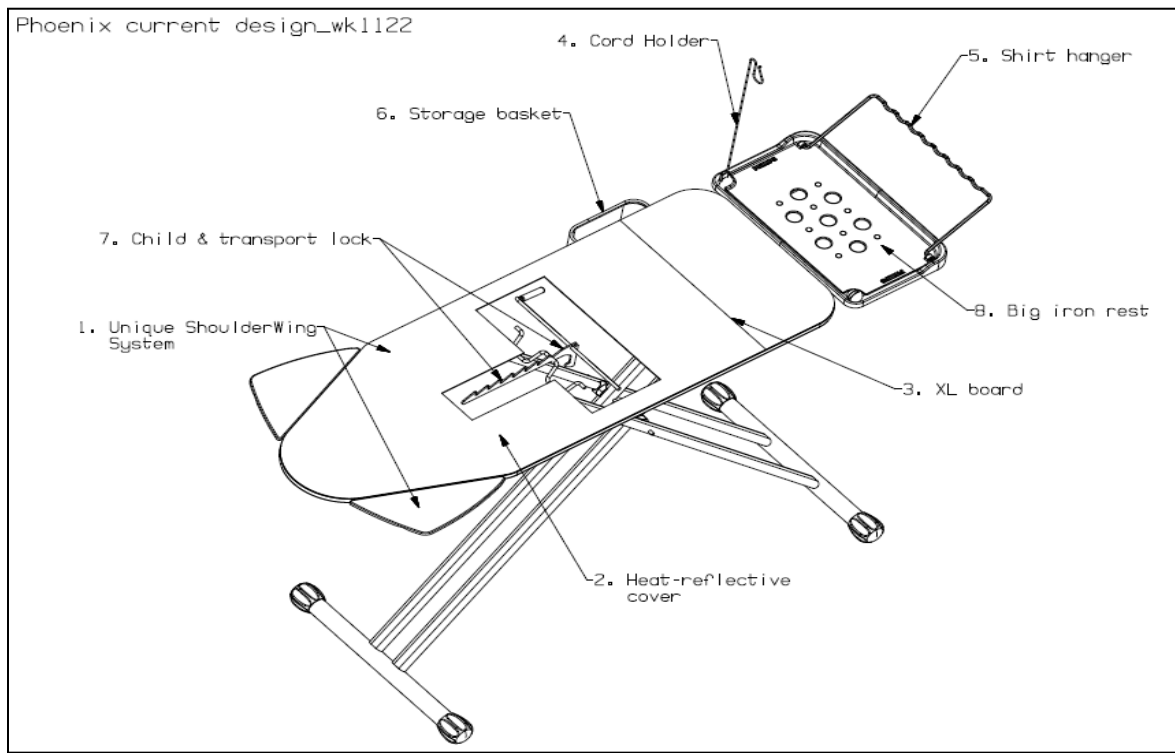 Phoenix current design_wk1122
4. Cord Holder
5. Shirt hanger
6. Storage basket
7. Child & transport lock
1. Unique ShoulderWing
System
8. Big iron rest
3. XL board
2. Heat-reflective
cover